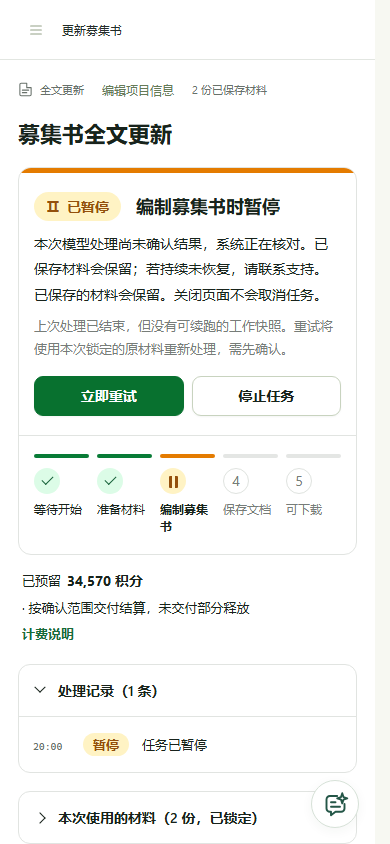 更新募集书
全文更新 编辑项目信息 2 份已保存材料
募集书全文更新
已暂停 编制募集书时暂停
本次模型处理尚未确认结果，系统正在核对。已
保存材料会保留；若持续未恢复，请联系支持。
已保存的材料会保留。关闭页面不会取消任务。
上次处理已结束，但没有可续跑的工作快照。重试将
使用本次锁定的原材料重新处理，需先确认。
立即重试 停止任务
4 5
等待开始 准备材料 编制募集 保存文档 可下载
书
已预留 34,570 积分
· 按确认范围交付结算，未交付部分释放
计费说明
处理记录（1 条）
20:00 暂停 任务已暂停
本次使用的材料（2 份，已锁定）